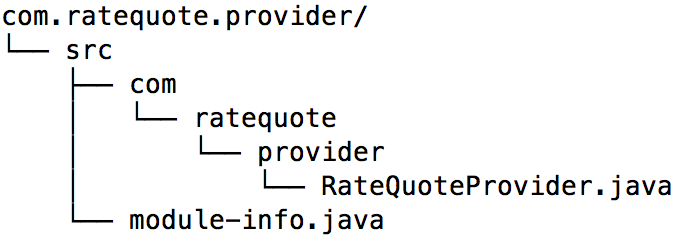 com.ratequote.provider/
└── src
    ├── com
    │   └── ratequote
    │       └── provider
    │           └── RateQuoteProvider.java
    └── module-info.java